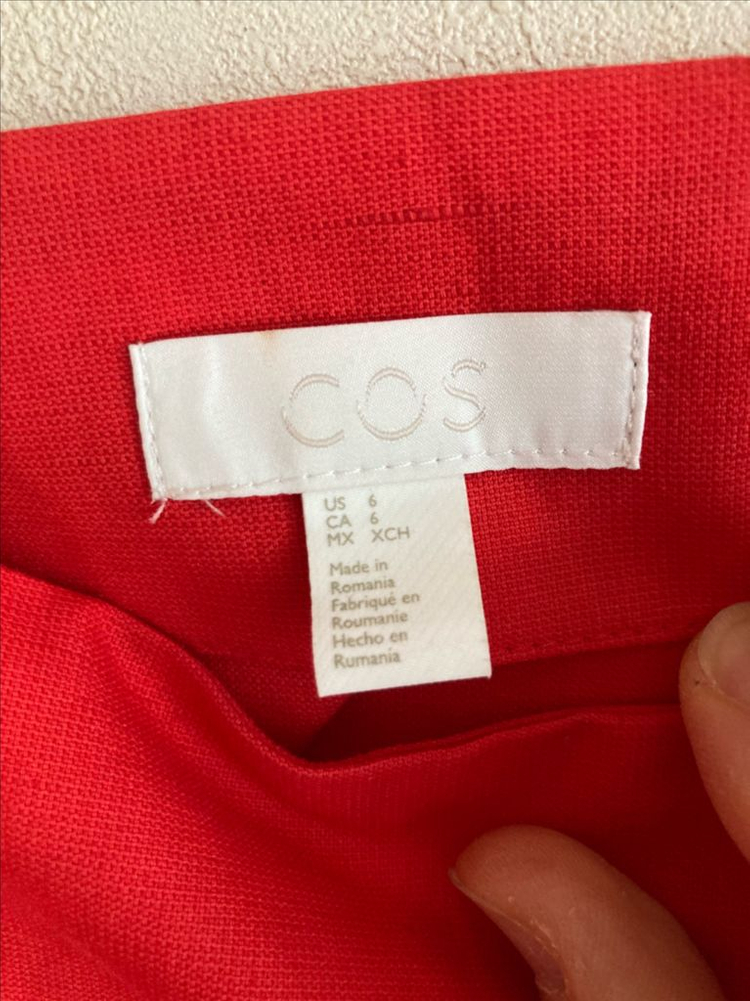 COS
US 6
CA 6
MX XCH
Made in
Romania
Fabriqué en
Roumanie
Hecho en
Rumania